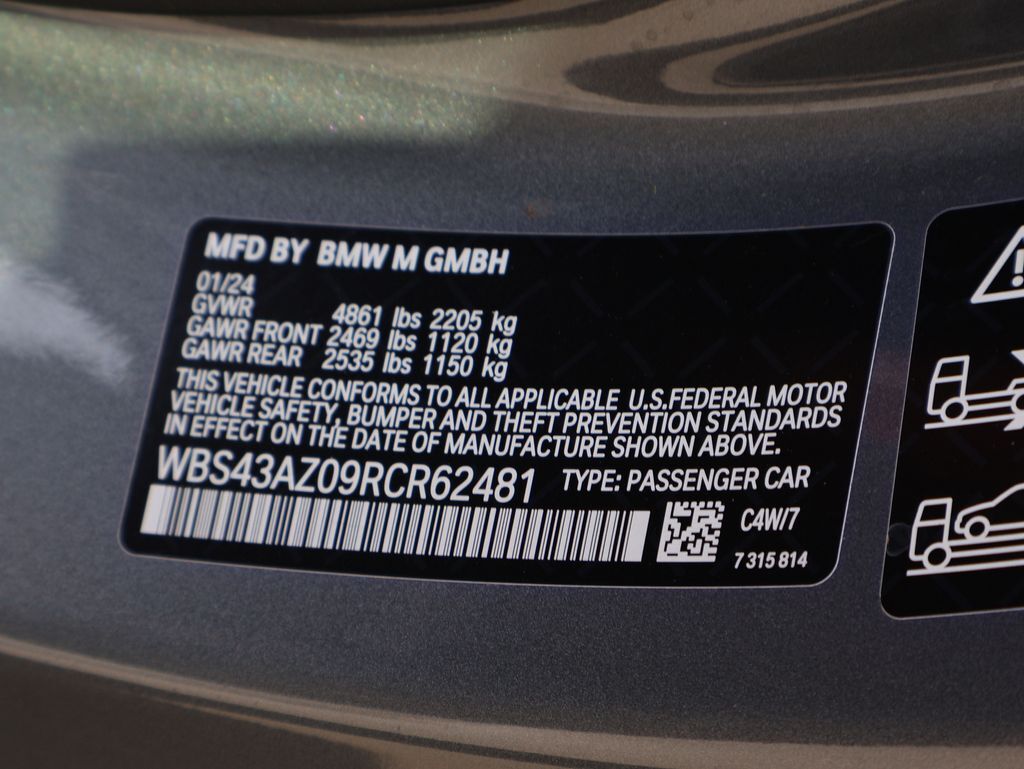 MFD BY BMW M GMBH
01/24
GVWR 4861 lbs 2205 kg
GAWR FRONT 2469 lbs 1120 kg
GAWR REAR 2535 lbs 1150 kg
THIS VEHICLE CONFORMS TO ALL APPLICABLE U.S.FEDERAL MOTOR
VEHICLE SAFETY, BUMPER AND THEFT PREVENTION STANDARDS
IN EFFECT ON THE DATE OF MANUFACTURE SHOWN ABOVE.
WBS43AZ09RCR62481 TYPE: PASSENGER CAR
C4W/7
7 315 814